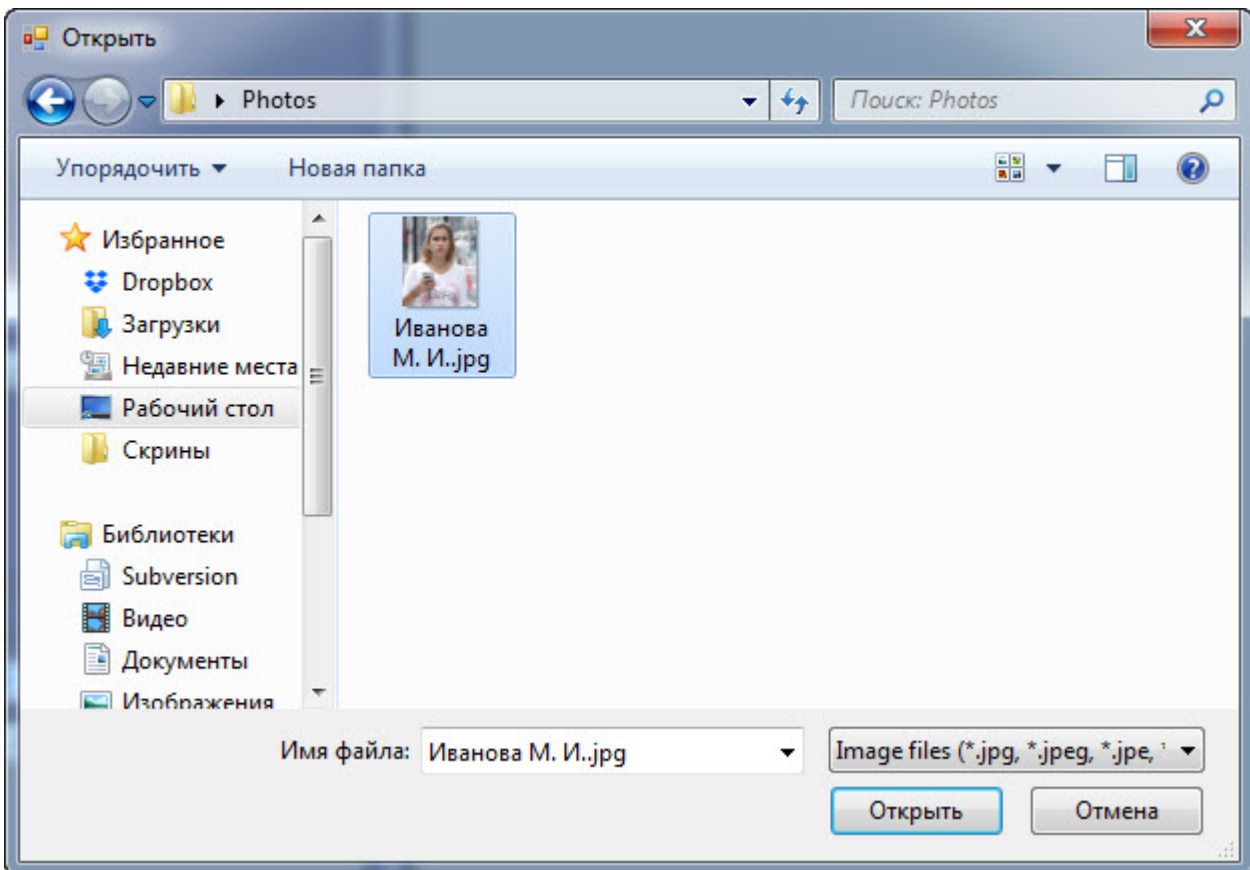 Открыть
Photos
Поиск: Photos
Упорядочить
Новая папка
Избранное
Dropbox
Загрузки
Недавние места
Рабочий стол
Скрины
Библиотеки
Subversion
Видео
Документы
Изображения
Иванова
М. И..jpg
Имя файла: Иванова М. И..jpg
Image files (*.jpg, *.jpeg, *.jpe,
Открыть
Отмена